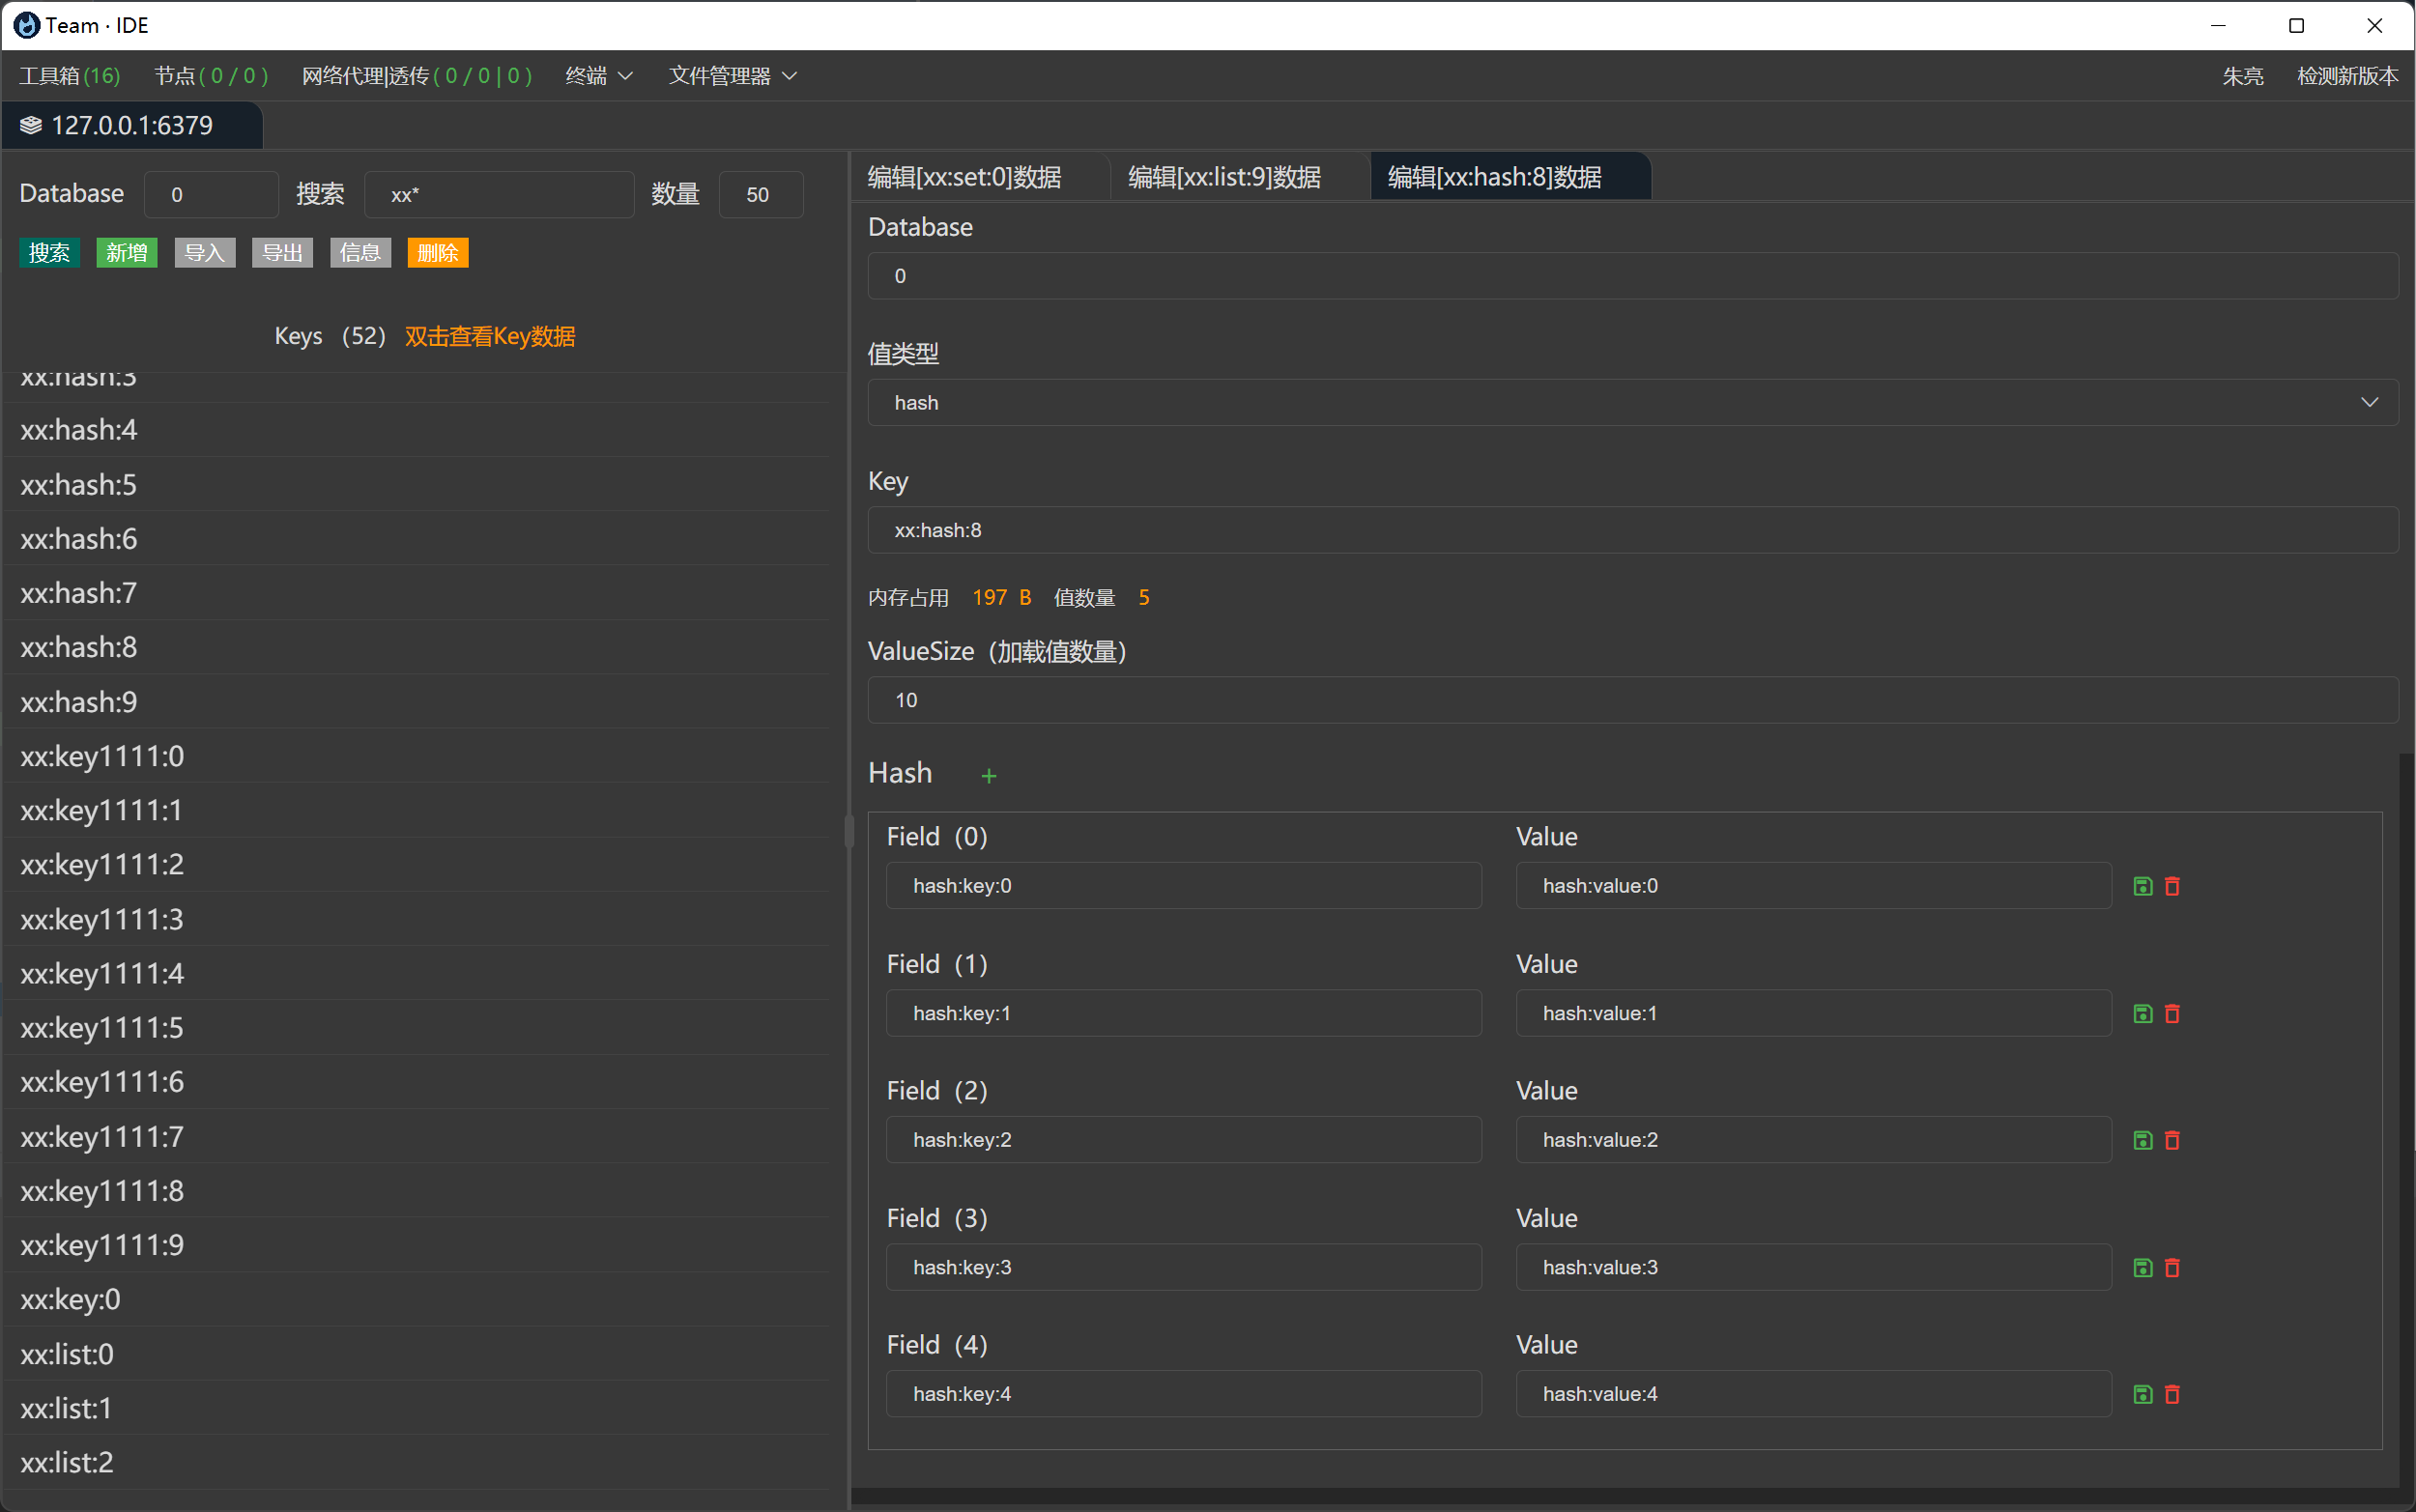 Team · IDE
工具箱(16) 节点( 0 / 0 ) 网络代理|透传( 0 / 0 | 0 ) 终端 文件管理器 朱亮 检测新版本
127.0.0.1:6379
Database 0 搜索 xx* 数量 50
搜索 新增 导入 导出 信息 删除
Keys （52） 双击查看Key数据
xx:hash:3
xx:hash:4
xx:hash:5
xx:hash:6
xx:hash:7
xx:hash:8
xx:hash:9
xx:key1111:0
xx:key1111:1
xx:key1111:2
xx:key1111:3
xx:key1111:4
xx:key1111:5
xx:key1111:6
xx:key1111:7
xx:key1111:8
xx:key1111:9
xx:key:0
xx:list:0
xx:list:1
xx:list:2
编辑[xx:set:0]数据 编辑[xx:list:9]数据 编辑[xx:hash:8]数据
Database
0
值类型
hash
Key
xx:hash:8
内存占用 197 B 值数量 5
ValueSize（加载值数量）
10
Hash +
Field（0） Value
hash:key:0 hash:value:0
Field（1） Value
hash:key:1 hash:value:1
Field（2） Value
hash:key:2 hash:value:2
Field（3） Value
hash:key:3 hash:value:3
Field（4） Value
hash:key:4 hash:value:4